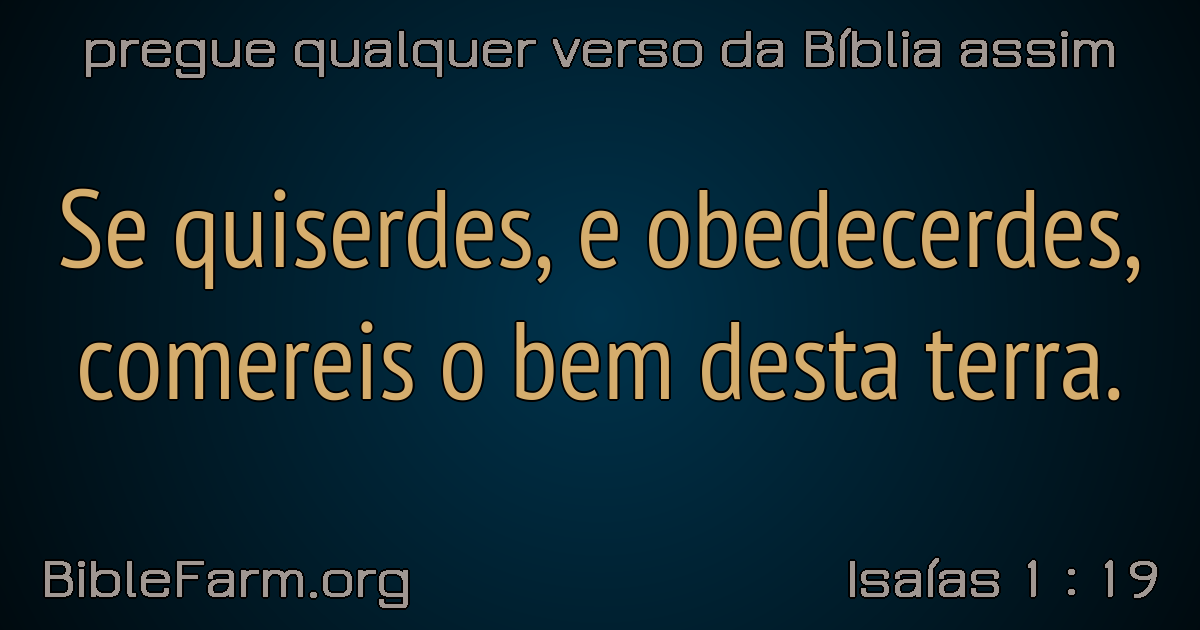 pregue qualquer verso da Bíblia assim
Se quiserdes, e obedecerdes,
comereis o bem desta terra.
BibleFarm.org
Isaías 1 : 19